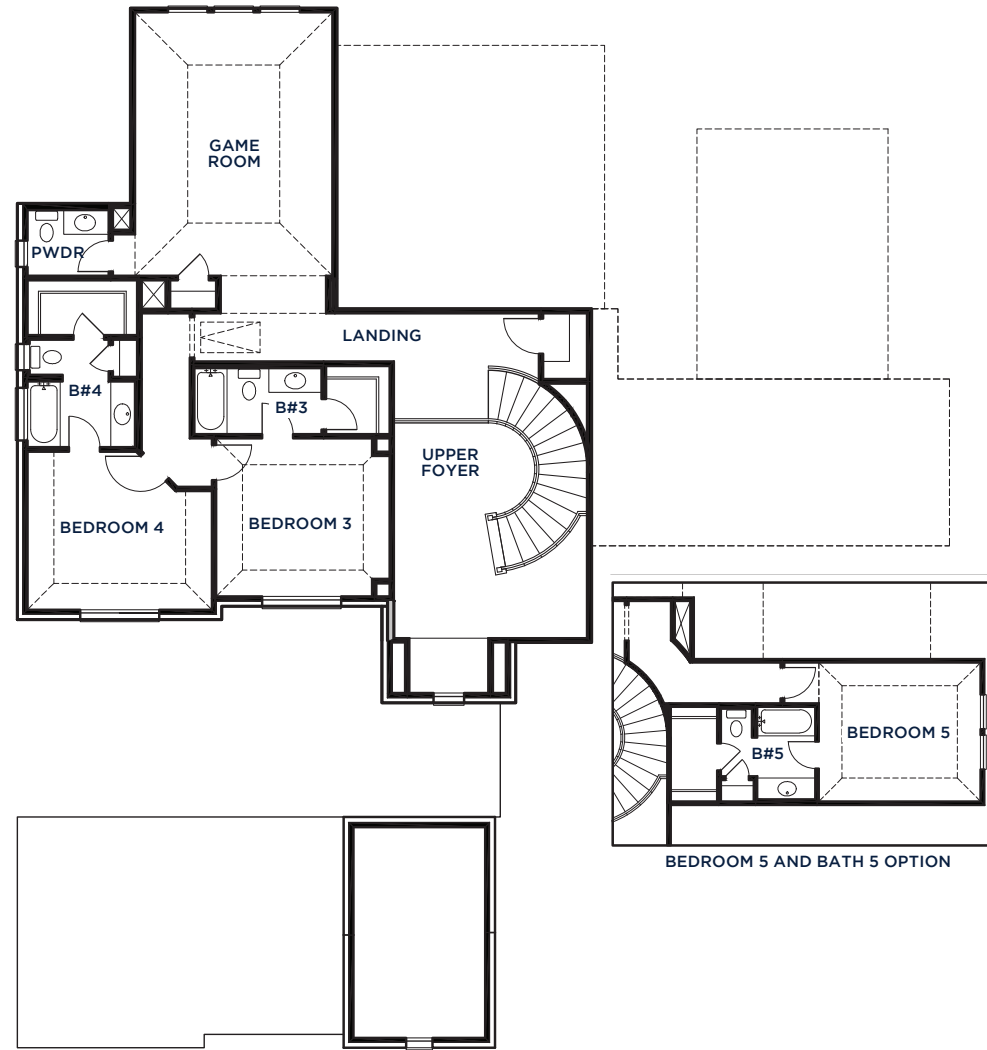 GAME
ROOM
PWDR
LANDING
B#4
B#3
UPPER
FOYER
BEDROOM 4
BEDROOM 3
BEDROOM 5
B#5
BEDROOM 5 AND BATH 5 OPTION